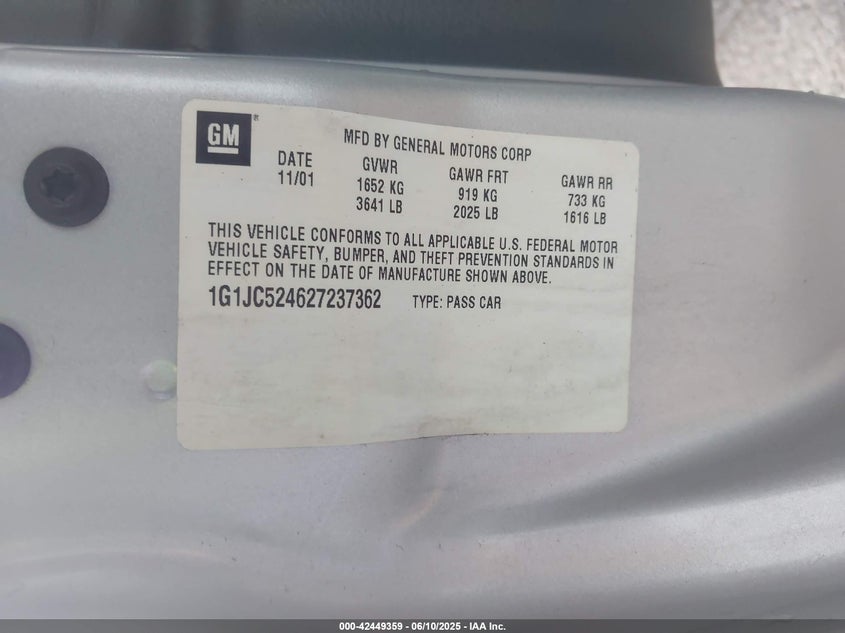 GM®
MFD BY GENERAL MOTORS CORP
DATE GVWR GAWR FRT GAWR RR
11/01 1652 KG 919 KG 733 KG
3641 LB 2025 LB 1616 LB
THIS VEHICLE CONFORMS TO ALL APPLICABLE U.S. FEDERAL MOTOR
VEHICLE SAFETY, BUMPER, AND THEFT PREVENTION STANDARDS IN
EFFECT ON THE DATE OF MANUFACTURE SHOWN ABOVE.
1G1JC524627237362 TYPE: PASS CAR
000-42449359 - 06/10/2025 - IAA Inc.